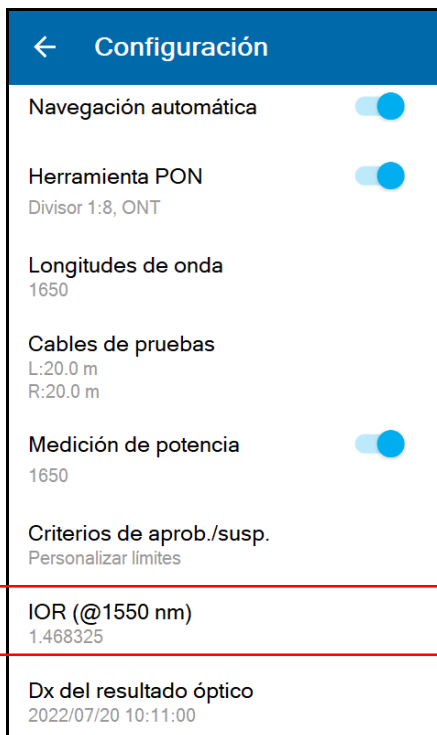 Configuración
Navegación automática
Herramienta PON
Divisor 1:8, ONT
Longitudes de onda
1650
Cables de pruebas
L:20.0 m
R:20.0 m
Medición de potencia
1650
Criterios de aprob./susp.
Personalizar límites
IOR (@1550 nm)
1.468325
Dx del resultado óptico
2022/07/20 10:11:00